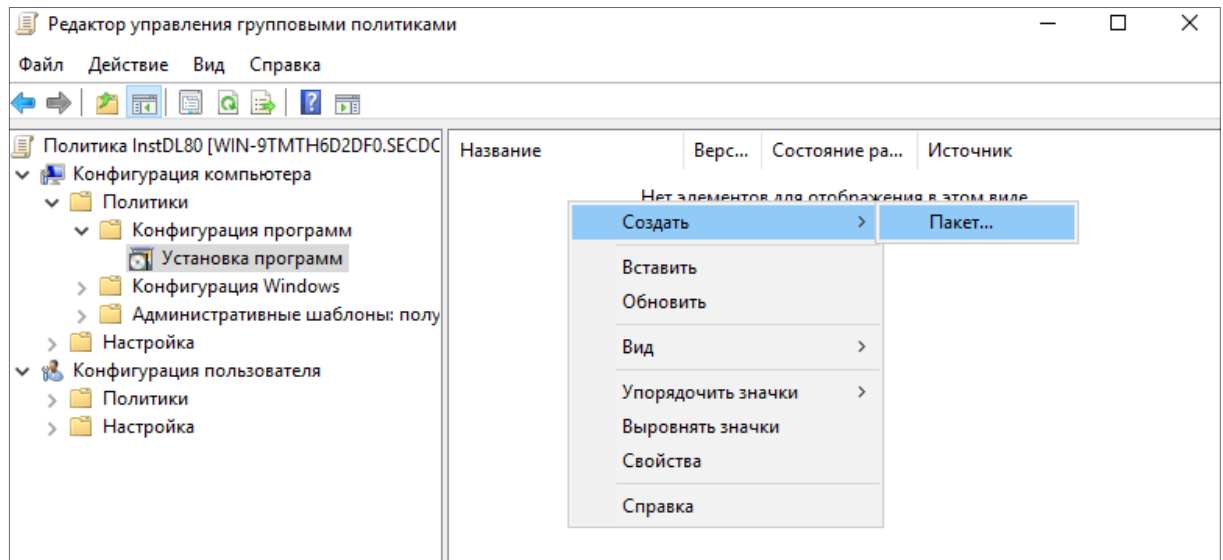 Редактор управления групповыми политиками
Файл Действие Вид Справка
Политика InstDL80 [WIN-9TMTH6D2DF0.SECDC
Конфигурация компьютера
Политики
Конфигурация программ
Установка программ
Конфигурация Windows
Административные шаблоны: полу
Настройка
Конфигурация пользователя
Политики
Настройка
Название Верс... Состояние ра... Источник
Нет элементов для отображения в этом виде.
Создать
Вставить
Обновить
Вид
Упорядочить значки
Выровнять значки
Свойства
Справка
Пакет...